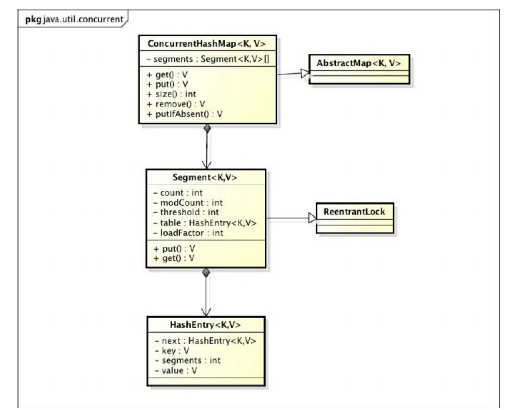 pkg java.util.concurrent
ConcurrentHashMap<K, V>
- segments : Segment<K,V>[]
+ get() : V
+ put() : V
+ size() : int
+ remove() : V
+ putIfAbsent() : V
AbstractMap<K, V>
Segment<K,V>
- count : int
- modCount : int
- threshold : int
- table : HashEntry<K,V>
- loadFactor : int
+ put() : V
+ get() : V
ReentrantLock
HashEntry<K,V>
- next : HashEntry<K,V>
- key : V
- segments : int
- value : V